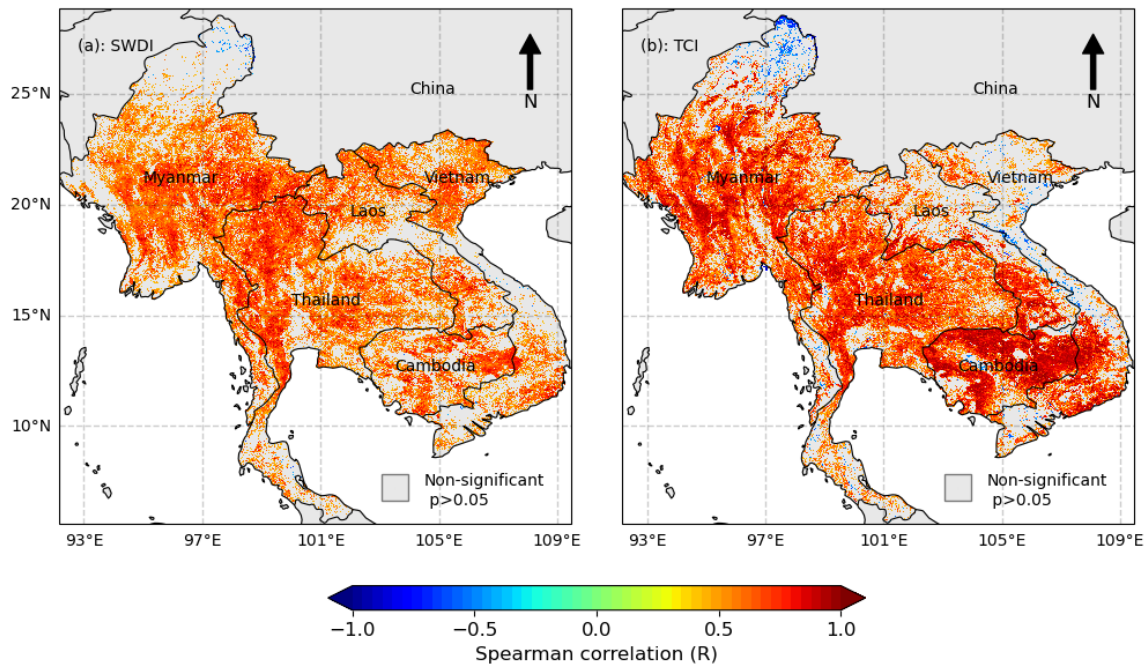 (a): SWDI
N
China
Myanmar
Vietnam
Laos
Thailand
Cambodia
Non-significant
p>0.05
25°N
20°N
15°N
10°N
93°E 97°E 101°E 105°E 109°E
(b): TCI
N
China
Myanmar
Vietnam
Laos
Thailand
Cambodia
Non-significant
p>0.05
93°E 97°E 101°E 105°E 109°E
−1.0 −0.5 0.0 0.5 1.0
Spearman correlation (R)